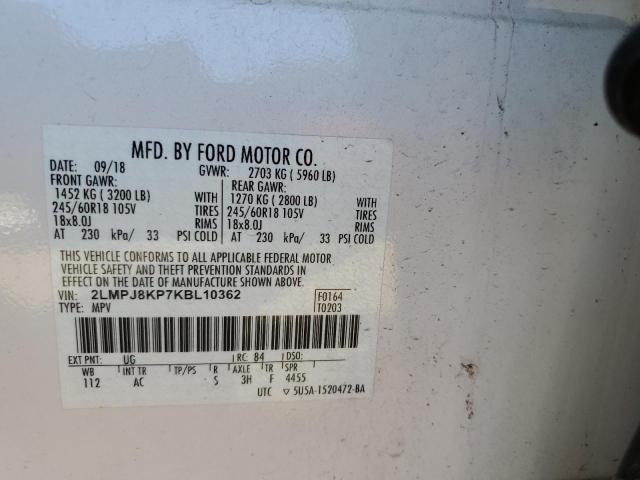 MFD. BY FORD MOTOR CO.
DATE: 09/18 GVWR: 2703 KG ( 5960 LB)
FRONT GAWR: REAR GAWR:
1452 KG ( 3200 LB) WITH 1270 KG ( 2800 LB) WITH
245/60R18 105V TIRES 245/60R18 105V TIRES
18x8.0J RIMS 18x8.0J RIMS
AT 230 kPa/ 33 PSI COLD AT 230 kPa/ 33 PSI COLD
THIS VEHICLE CONFORMS TO ALL APPLICABLE FEDERAL MOTOR
VEHICLE SAFETY AND THEFT PREVENTION STANDARDS IN
EFFECT ON THE DATE OF MANUFACTURE SHOWN ABOVE.
VIN: 2LMPJ8KP7KBL10362 F0164
TYPE: MPV T0203
EXT PNT: UG RC: 84 DSO:
WB INT TR TP/PS R AXLE TR SPR
112 AC S 3H F 4455
UTC ▽ 5U5A-1520472-BA